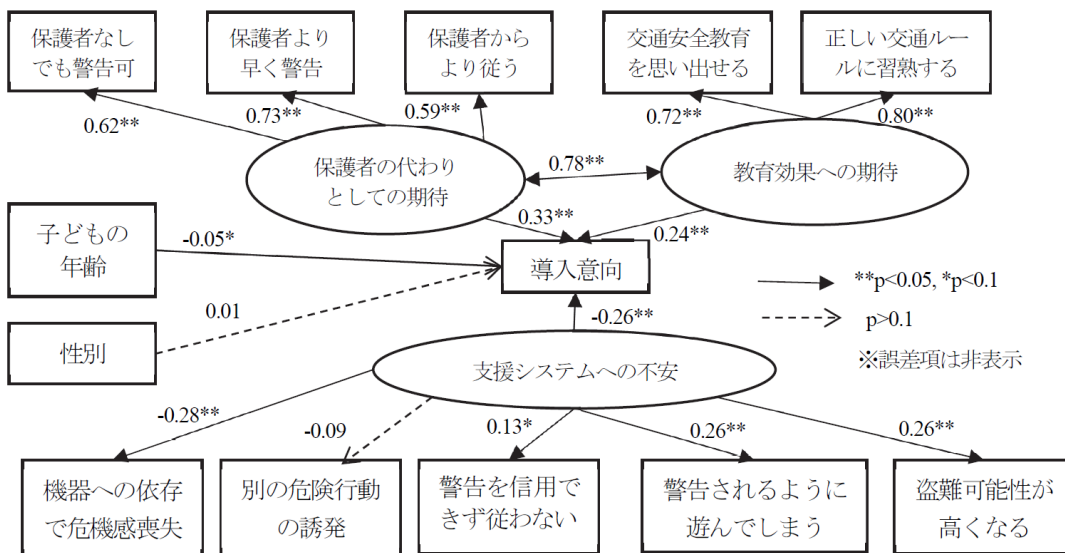 保護者なし
でも警告可
保護者より
早く警告
保護者から
より従う
交通安全教育
を思い出せる
正しい交通ルー
ルに習熟する
0.62**
0.73**
0.59**
0.72**
0.80**
保護者の代わり
としての期待
0.78**
教育効果への期待
0.33**
0.24**
子どもの
年齢
-0.05*
導入意向
**p<0.05, *p<0.1
0.01
-0.26**
p>0.1
性別
支援システムへの不安
※誤差項は非表示
-0.28**
-0.09
0.13*
0.26**
0.26**
機器への依存
で危機感喪失
別の危険行動
の誘発
警告を信用で
きず従わない
警告されるように
遊んでしまう
盗難可能性が
高くなる